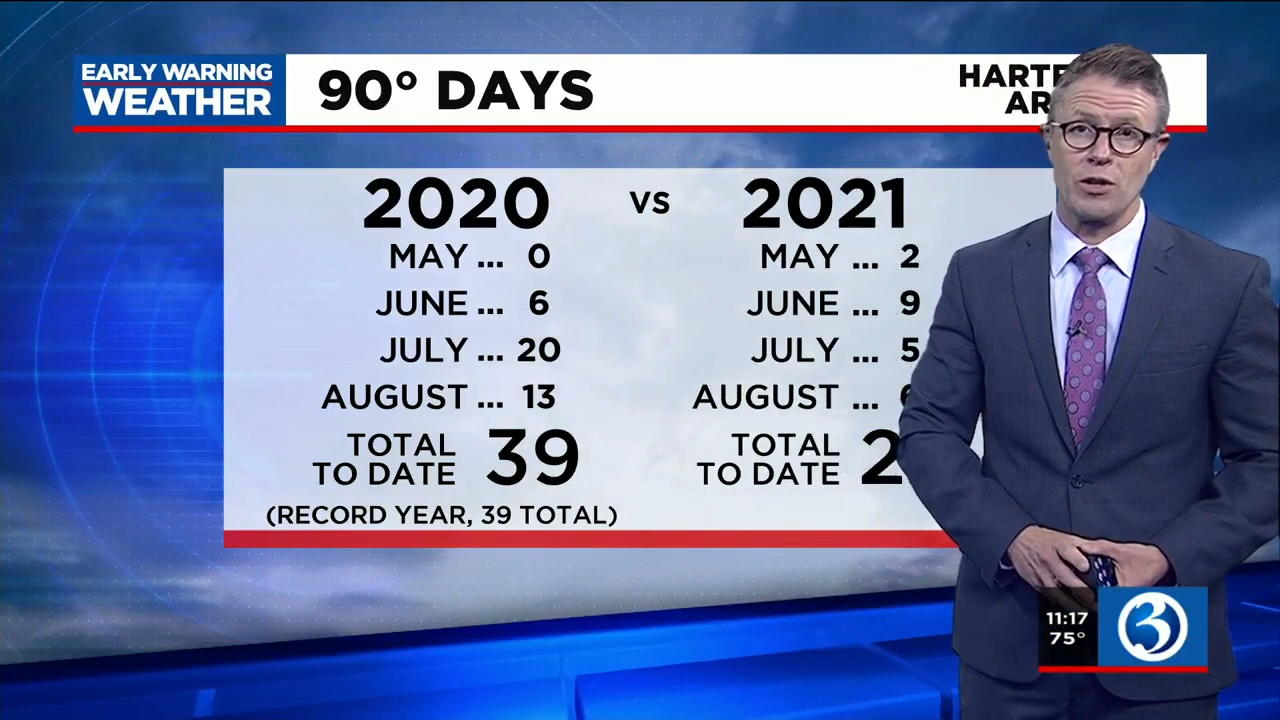 EARLY WARNING
WEATHER
90° DAYS
2020 VS 2021
MAY ... 0
JUNE ... 6
JULY ... 20
AUGUST ... 13
TOTAL
TO DATE 39
(RECORD YEAR, 39 TOTAL)
MAY ... 2
JUNE ... 9
JULY ... 5
AUGUST ...
TOTAL
TO DATE
11:17
75°
3